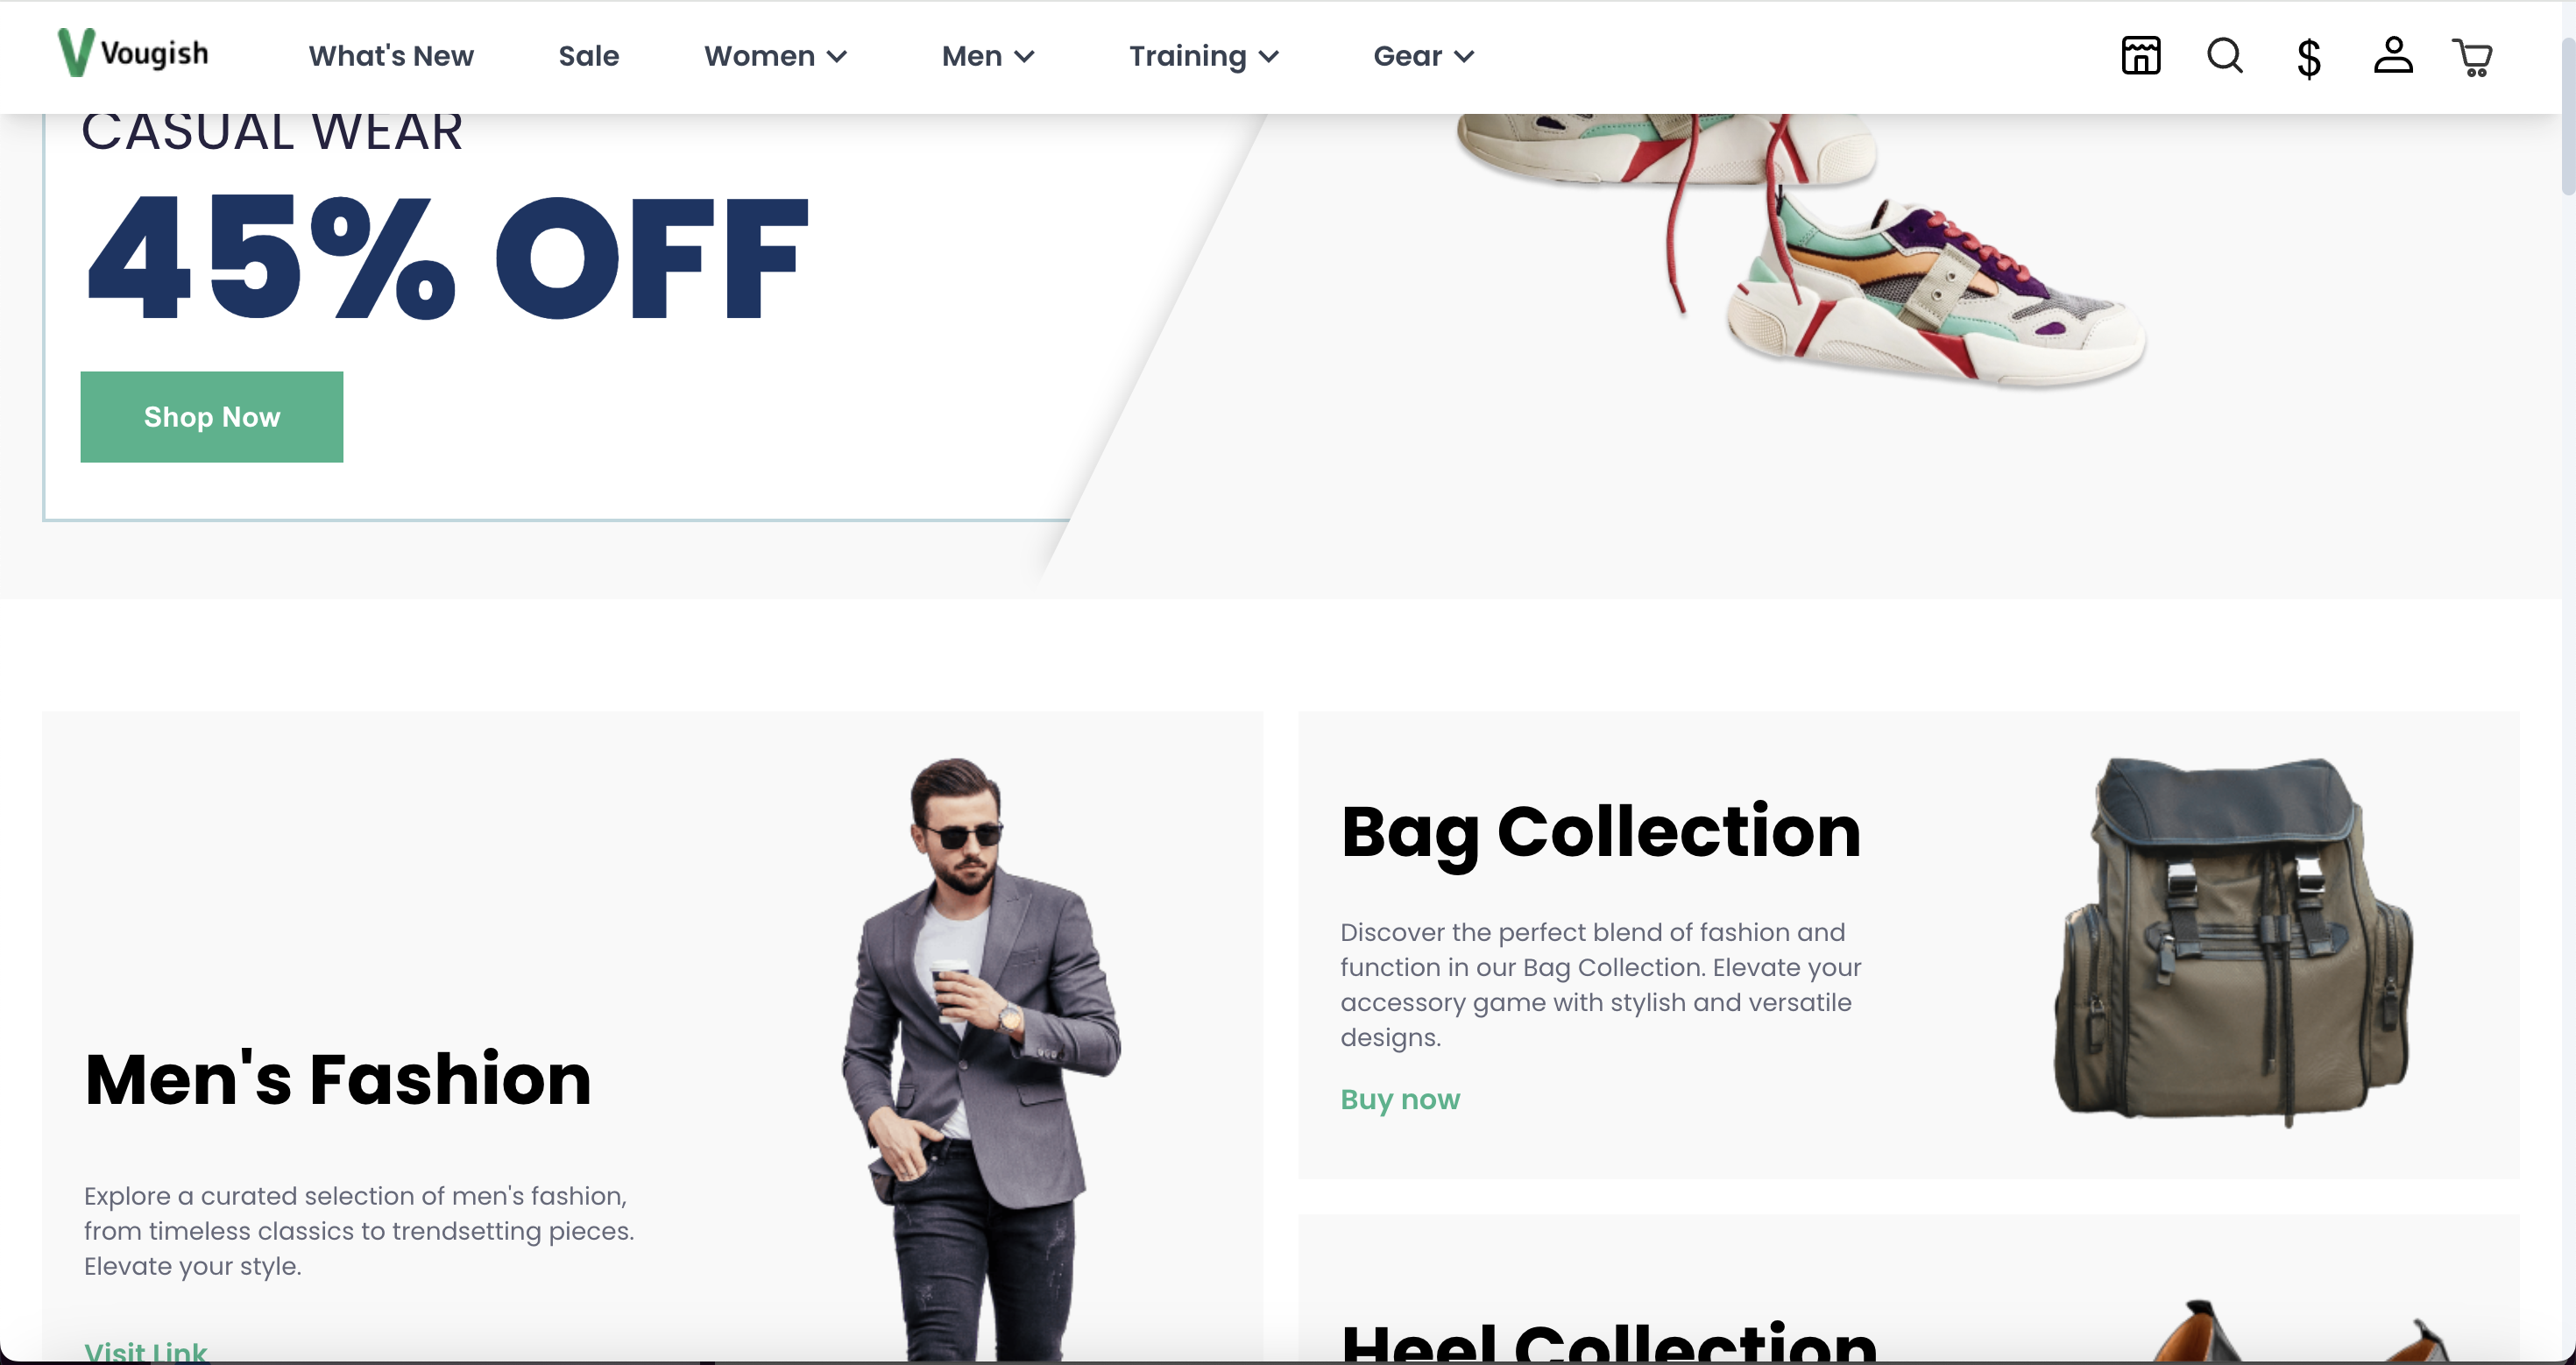 Vougish
What's New
Sale
Women
Men
Training
Gear
$
CASUAL WEAR
45% OFF
Shop Now
Men's Fashion
Explore a curated selection of men's fashion,
from timeless classics to trendsetting pieces.
Elevate your style.
Visit Link
Bag Collection
Discover the perfect blend of fashion and
function in our Bag Collection. Elevate your
accessory game with stylish and versatile
designs.
Buy now
Heel Collection